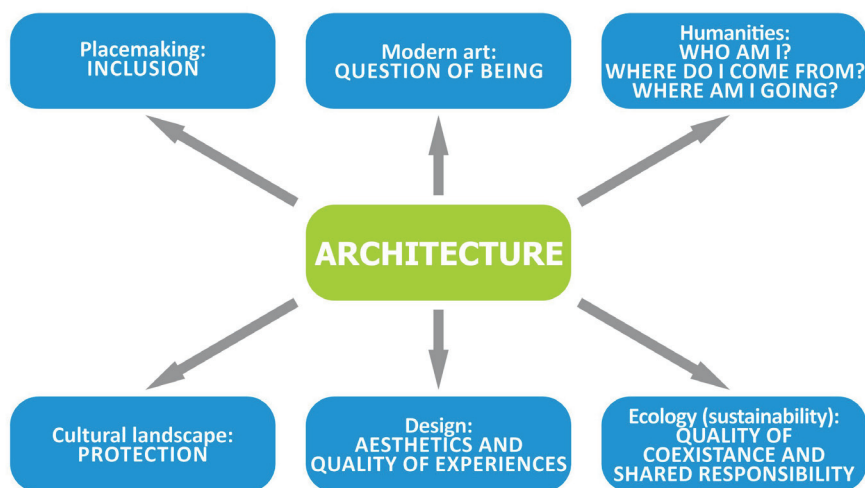 Placemaking:
INCLUSION
Modern art:
QUESTION OF BEING
Humanities:
WHO AM I?
WHERE DO I COME FROM?
WHERE AM I GOING?
ARCHITECTURE
Cultural landscape:
PROTECTION
Design:
AESTHETICS AND
QUALITY OF EXPERIENCES
Ecology (sustainability):
QUALITY OF
COEXISTANCE AND
SHARED RESPONSIBILITY